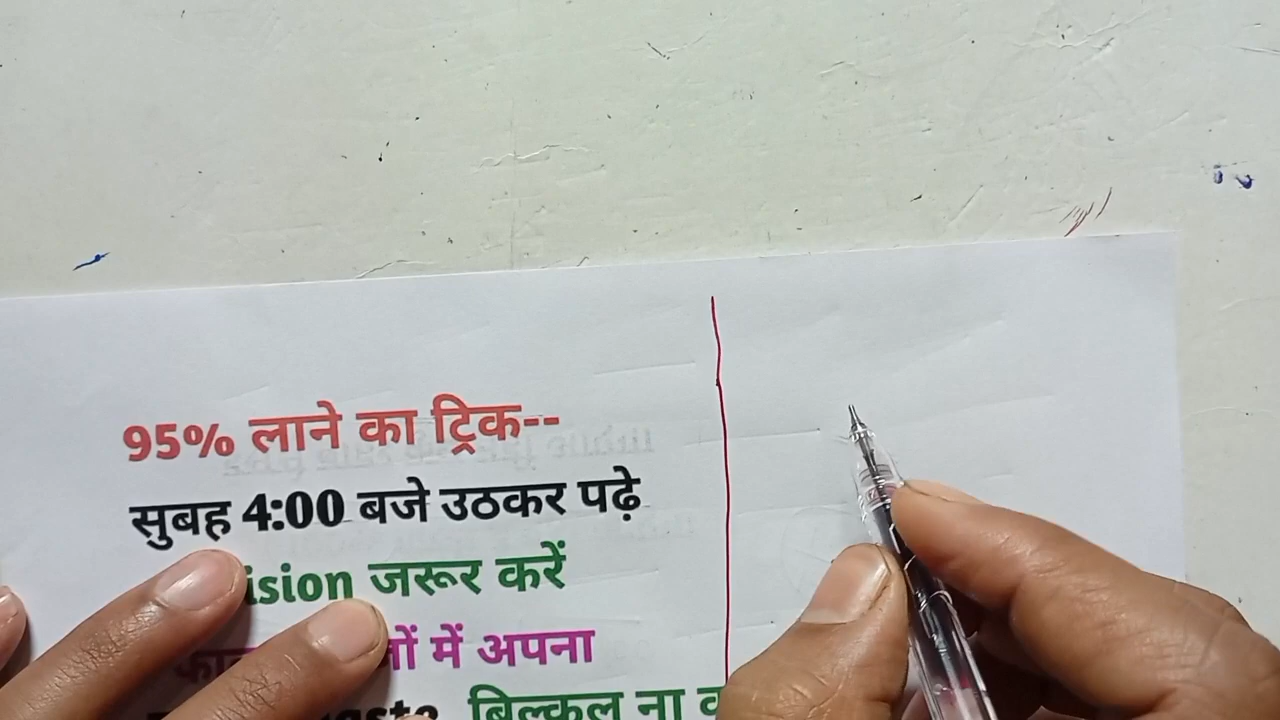 95% लाने का ट्रिक--
सुबह 4:00 बजे उठकर पढ़े
ision जरूर करें
में अपना
बिल्कुल ना